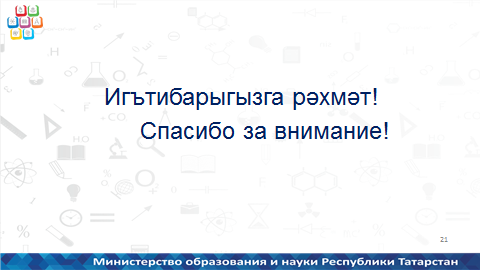 Игътибарыгызга рәхмәт!
Спасибо за внимание!
21
Министерство образования и науки Республики Татарстан